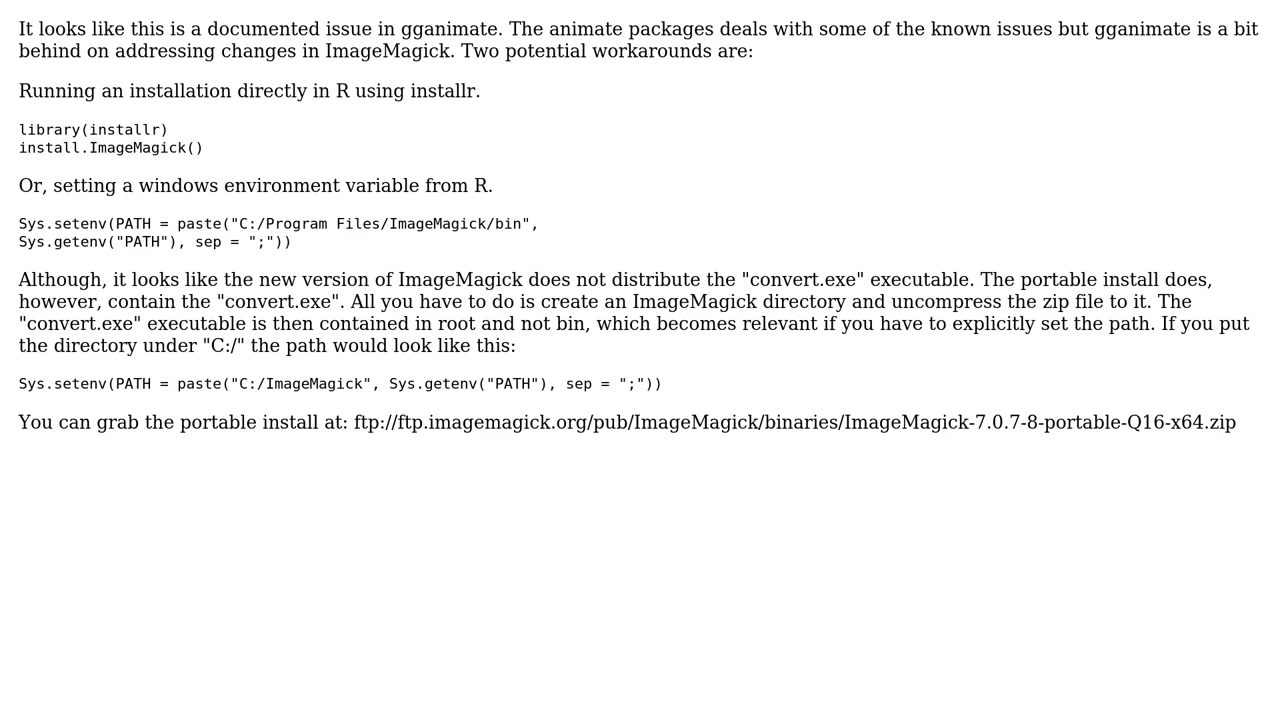 It looks like this is a documented issue in gganimate. The animate packages deals with some of the known issues but gganimate is a bit
behind on addressing changes in ImageMagick. Two potential workarounds are:
Running an installation directly in R using installr.
library(installr)
install.ImageMagick()
Or, setting a windows environment variable from R.
Sys.setenv(PATH = paste("C:/Program Files/ImageMagick/bin",
Sys.getenv("PATH"), sep = ";"))
Although, it looks like the new version of ImageMagick does not distribute the "convert.exe" executable. The portable install does,
however, contain the "convert.exe". All you have to do is create an ImageMagick directory and uncompress the zip file to it. The
"convert.exe" executable is then contained in root and not bin, which becomes relevant if you have to explicitly set the path. If you put
the directory under "C:/" the path would look like this:
Sys.setenv(PATH = paste("C:/ImageMagick", Sys.getenv("PATH"), sep = ";"))
You can grab the portable install at: ftp://ftp.imagemagick.org/pub/ImageMagick/binaries/ImageMagick-7.0.7-8-portable-Q16-x64.zip